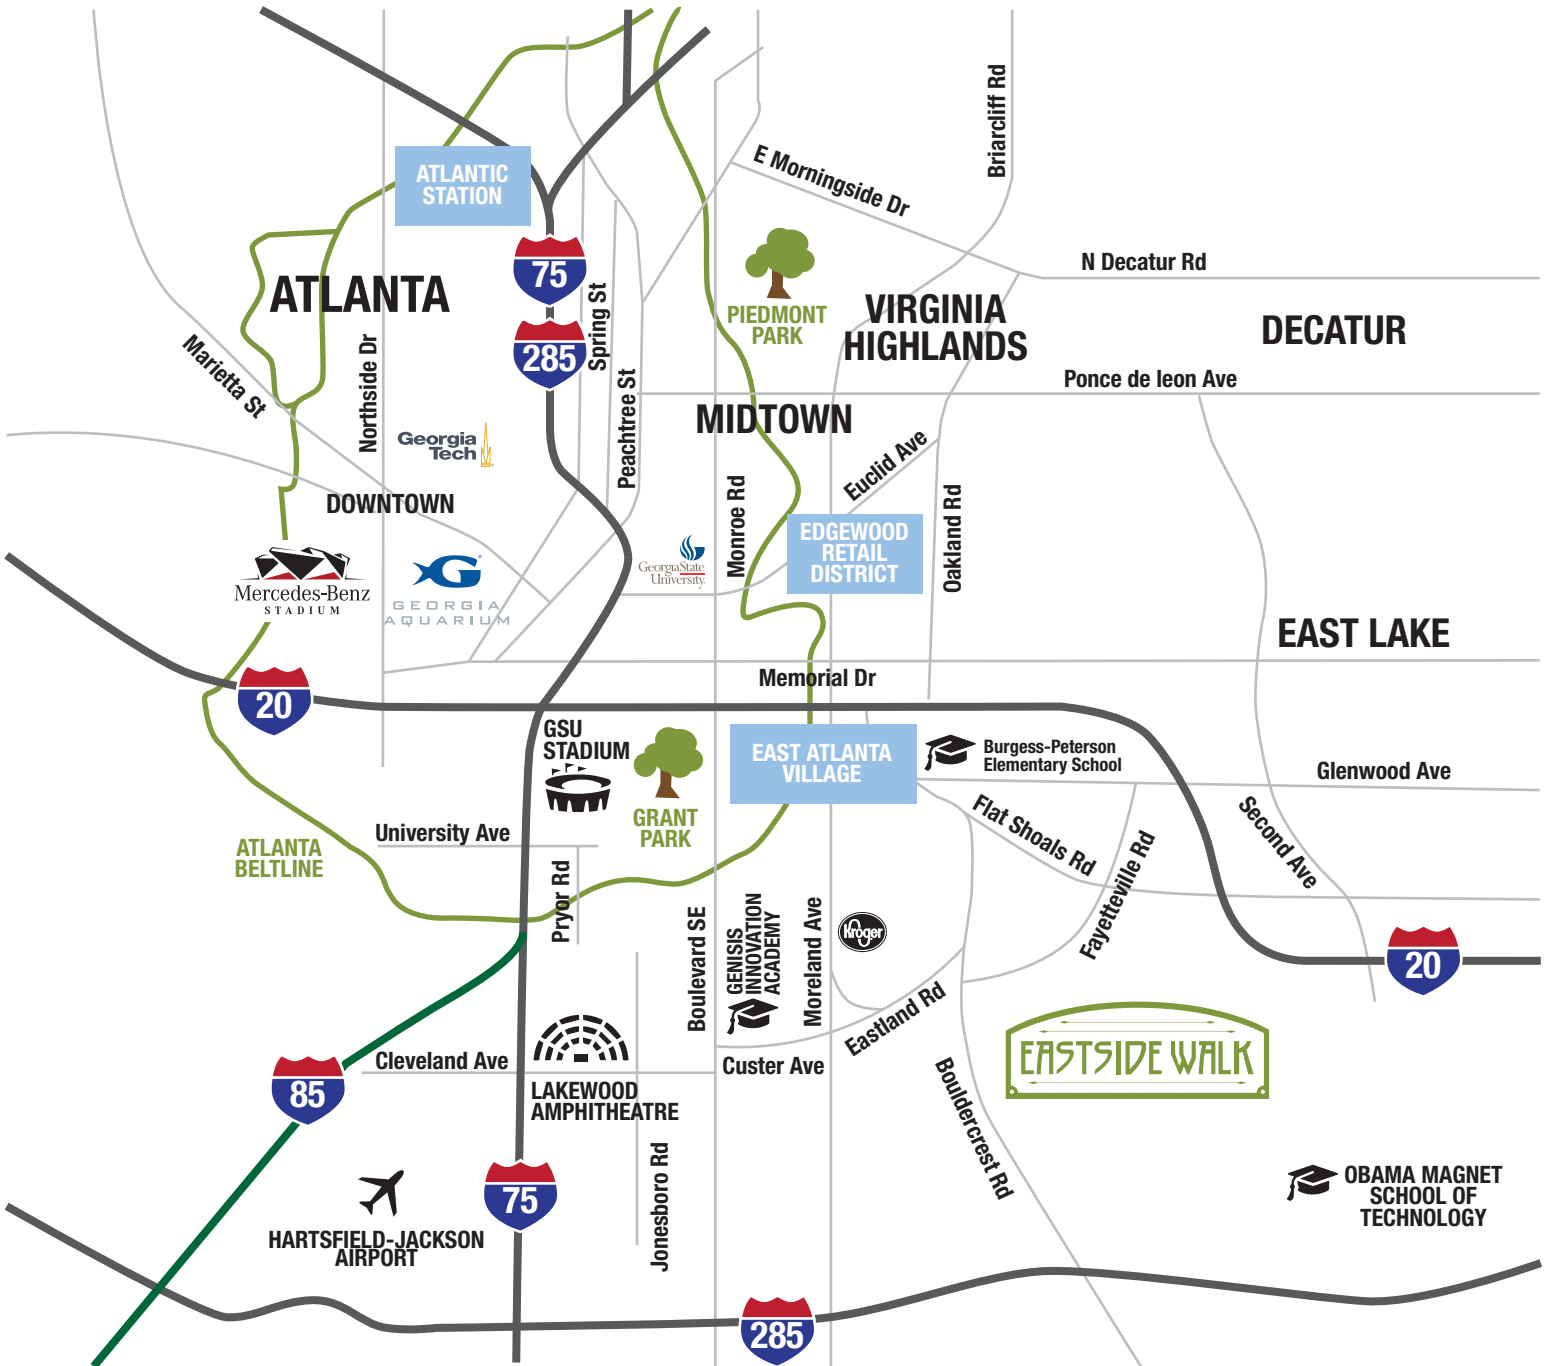 Briarcliff Rd
E Morningside Dr
ATLANTIC
STATION
75
N Decatur Rd
ATLANTA
PIEDMONT
PARK
VIRGINIA
HIGHLANDS
DECATUR
Spring St
285
Marietta St
Northside Dr
Peachtree St
Ponce de leon Ave
MIDTOWN
Georgia
Tech
Euclid Ave
DOWNTOWN
Monroe Rd
Oakland Rd
EDGEWOOD
RETAIL
DISTRICT
Mercedes-Benz
STADIUM
GEORGIA
AQUARIUM
GeorgiaState
University
EAST LAKE
Memorial Dr
20
GSU
STADIUM
EAST ATLANTA
VILLAGE
Burgess-Peterson
Elementary School
Glenwood Ave
GRANT
PARK
University Ave
ATLANTA
BELTLINE
Flat Shoals Rd
Second Ave
Fayetteville Rd
Pryor Rd
Boulevard SE
GENISIS
INNOVATION
ACADEMY
Moreland Ave
Kroger
20
Eastland Rd
EASTSIDE WALK
Cleveland Ave
Custer Ave
85
LAKEWOOD
AMPHITHEATRE
Bouldercrest Rd
Jonesboro Rd
75
OBAMA MAGNET
SCHOOL OF
TECHNOLOGY
HARTSFIELD-JACKSON
AIRPORT
285